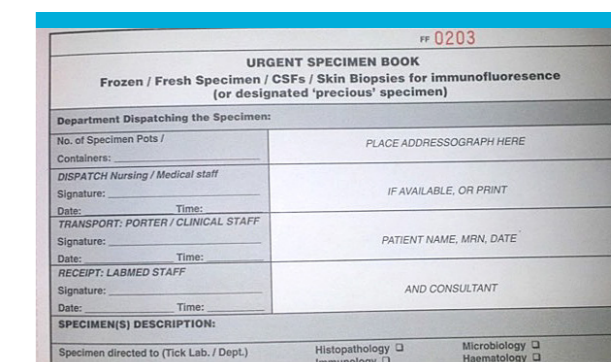 FF 0203
URGENT SPECIMEN BOOK
Frozen / Fresh Specimen / CSFs / Skin Biopsies for immunofluoresence
(or designated 'precious' specimen)
Department Dispatching the Specimen:
No. of Specimen Pots /
Containers:
PLACE ADDRESSOGRAPH HERE
DISPATCH Nursing / Medical staff
Signature:
Date: Time:
IF AVAILABLE, OR PRINT
TRANSPORT: PORTER / CLINICAL STAFF
Signature:
Date: Time:
PATIENT NAME, MRN, DATE
RECEIPT: LABMED STAFF
Signature:
Date: Time:
AND CONSULTANT
SPECIMEN(S) DESCRIPTION:
Specimen directed to (Tick Lab. / Dept.) Histopathology ❑ Microbiology ❑
Immunology ❑ Haematology ❑